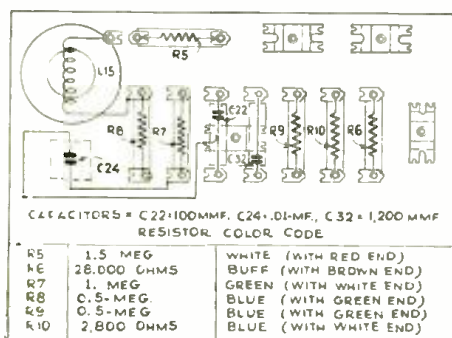 R5
L15
C22
R8
R7
R9
R10
R6
C24
C32
CAPACITORS = C22=100MMF. C24=.01-MF., C32=1,200 MMF
RESISTOR COLOR CODE
R5 1.5 MEG WHITE (WITH RED END)
R6 28,000 OHMS BUFF (WITH BROWN END)
R7 1. MEG GREEN (WITH WHITE END)
R8 0.5-MEG. BLUE (WITH GREEN END)
R9 0.5-MEG BLUE (WITH GREEN END)
R10 2,800 OHMS BLUE (WITH WHITE END)